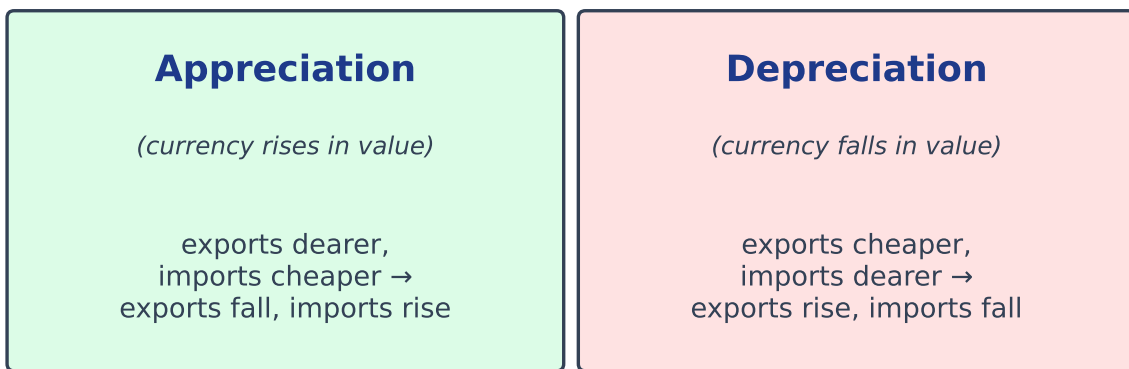 Appreciation
(currency rises in value)
exports dearer,
imports cheaper →
exports fall, imports rise
Depreciation
(currency falls in value)
exports cheaper,
imports dearer →
exports rise, imports fall